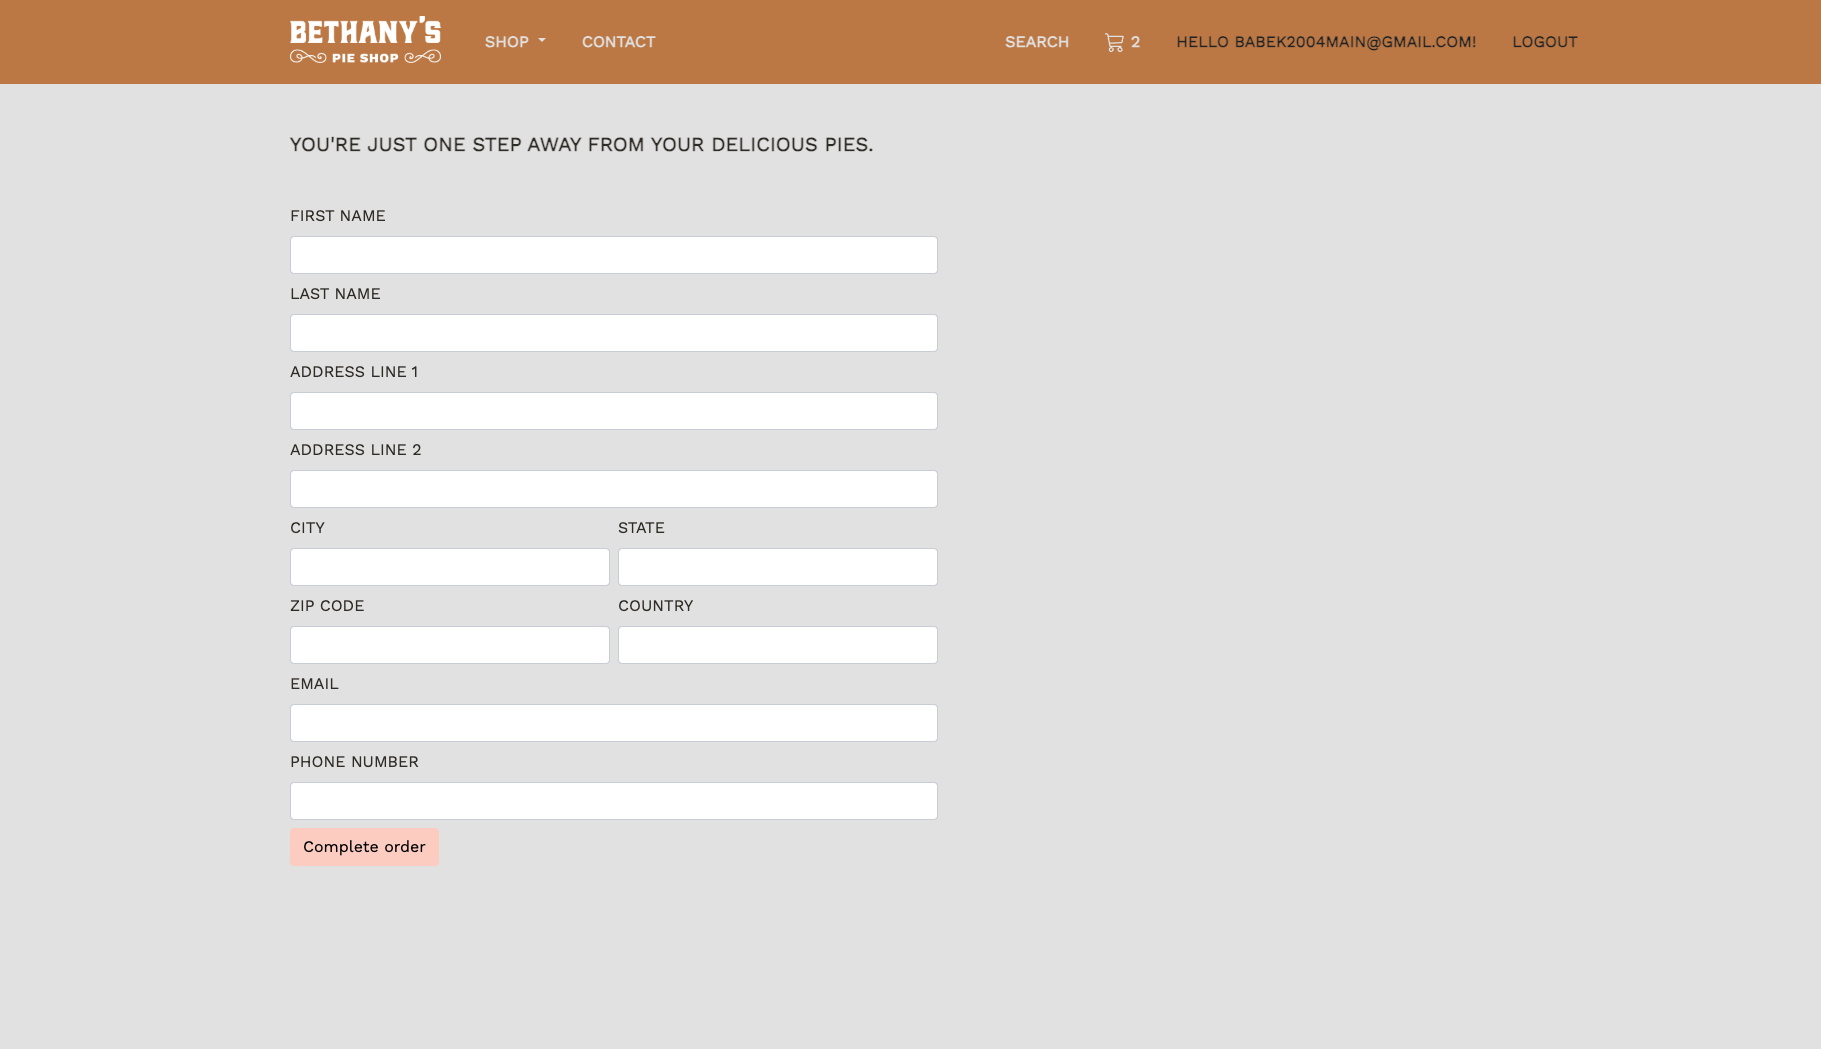 BETHANY'S
PIE SHOP
SHOP
CONTACT
SEARCH
2
HELLO BABEK2004MAIN@GMAIL.COM!
LOGOUT
YOU'RE JUST ONE STEP AWAY FROM YOUR DELICIOUS PIES.
FIRST NAME
LAST NAME
ADDRESS LINE 1
ADDRESS LINE 2
CITY
STATE
ZIP CODE
COUNTRY
EMAIL
PHONE NUMBER
Complete order